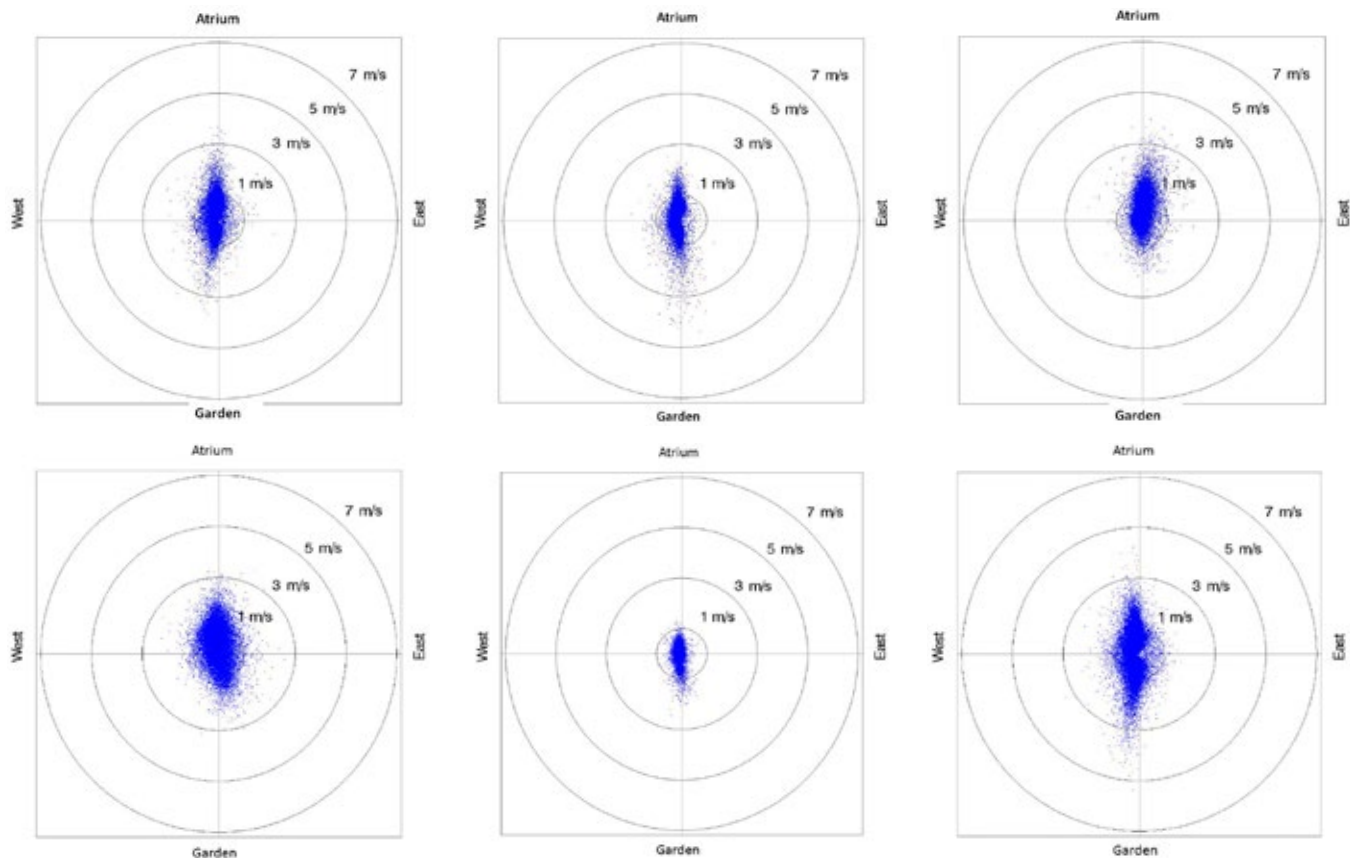 Atrium Atrium Atrium
7 m/s 7 m/s 7 m/s
5 m/s 5 m/s 5 m/s
3 m/s 3 m/s 3 m/s
1 m/s 1 m/s 1 m/s
West East West East West East
Garden Garden Garden
Atrium Atrium Atrium
7 m/s 7 m/s 7 m/s
5 m/s 5 m/s 5 m/s
3 m/s 3 m/s 3 m/s
1 m/s 1 m/s 1 m/s
West East West East West East
Garden Garden Garden